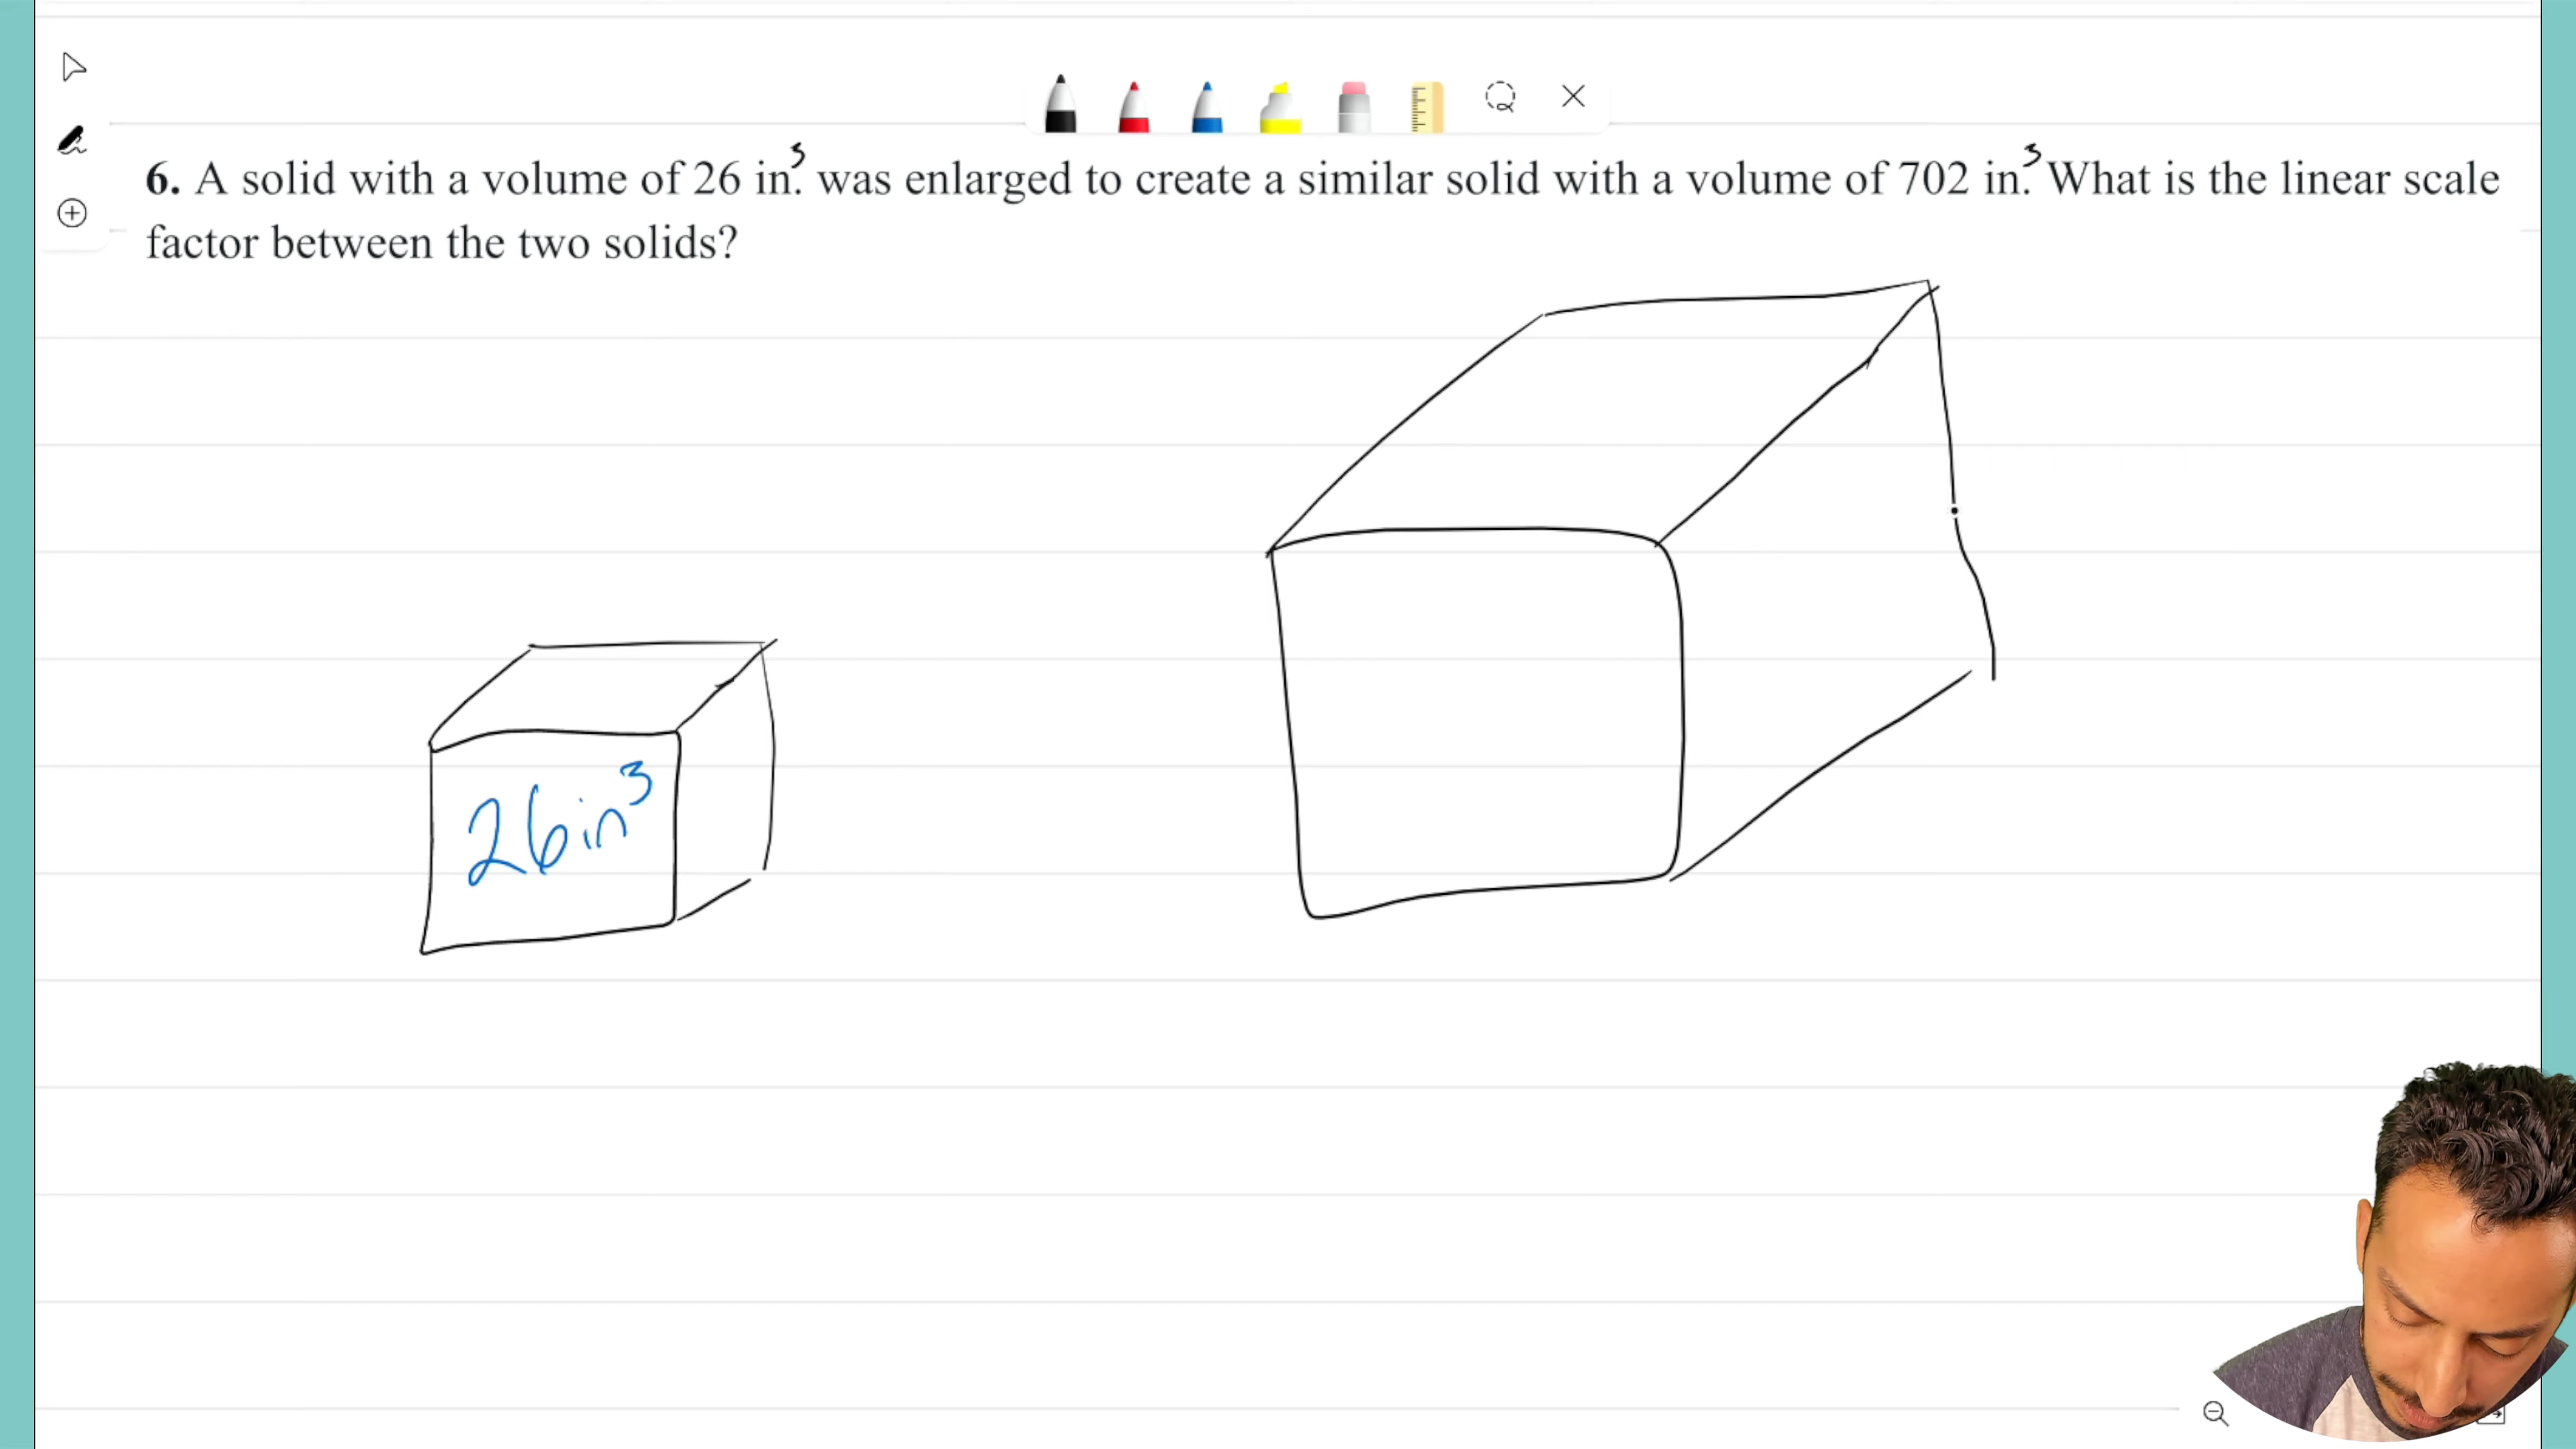 6. A solid with a volume of 26 in.³ was enlarged to create a similar solid with a volume of 702 in.³ What is the linear scale
factor between the two solids?
26in³